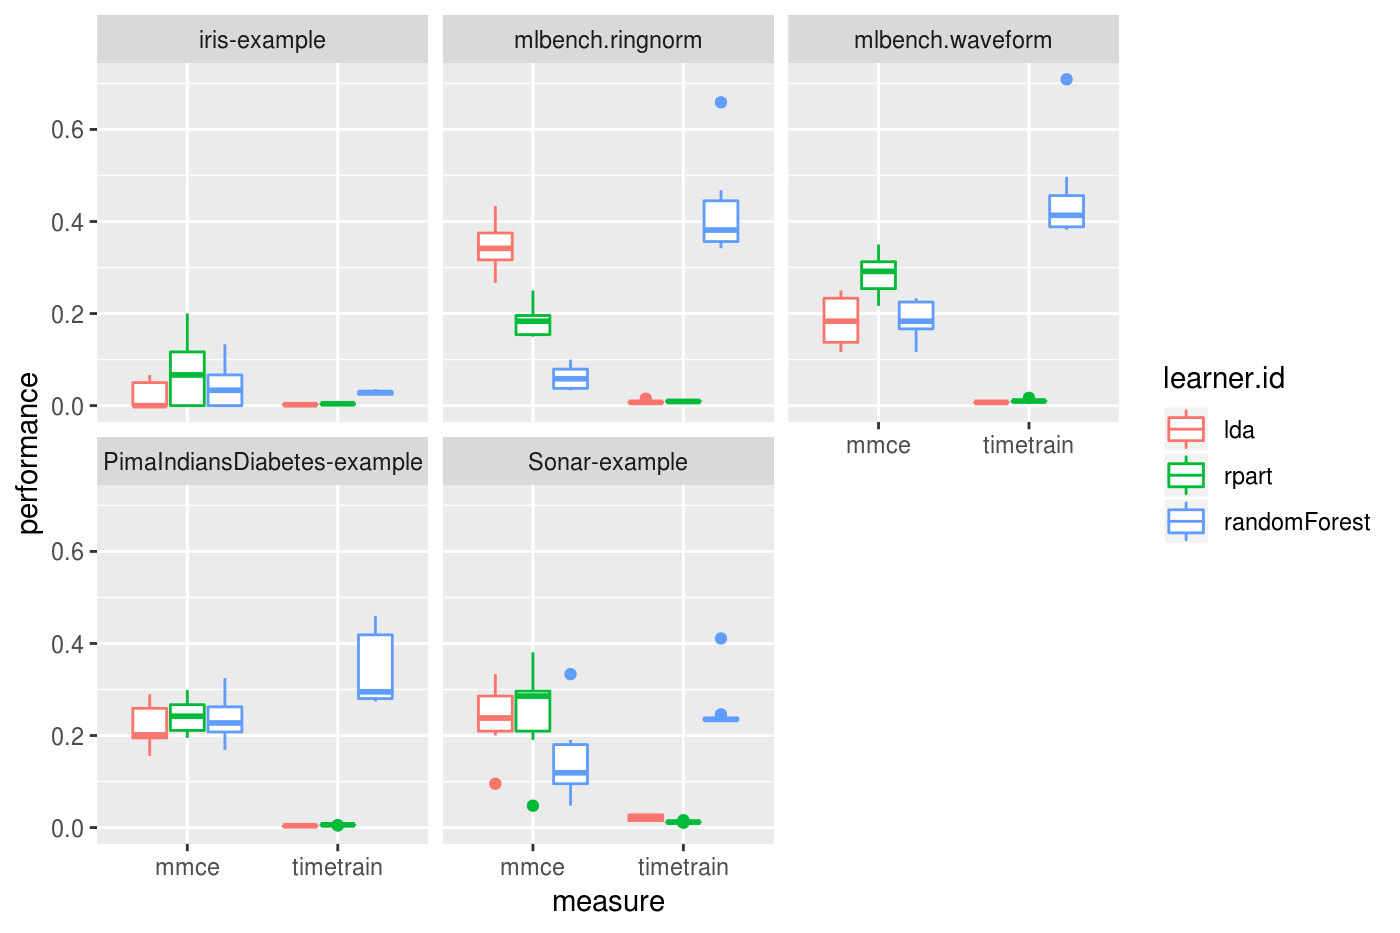 iris-example
mlbench.ringnorm
mlbench.waveform
0.6
0.4
0.2
0.0
mmce
timetrain
PimaIndiansDiabetes-example
Sonar-example
0.6
0.4
0.2
0.0
mmce
timetrain
mmce
timetrain
measure
performance
learner.id
lda
rpart
randomForest